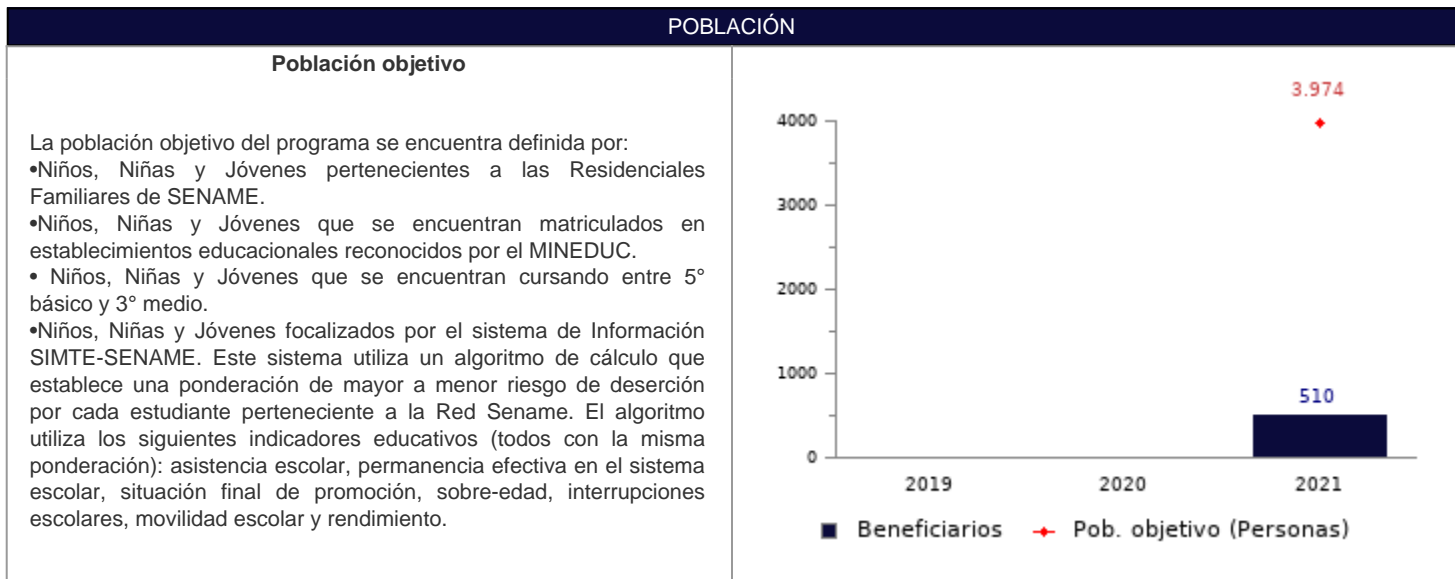 POBLACIÓN
Población objetivo
La población objetivo del programa se encuentra definida por:
•Niños, Niñas y Jóvenes pertenecientes a las Residenciales
Familiares de SENAME.
•Niños, Niñas y Jóvenes que se encuentran matriculados en
establecimientos educacionales reconocidos por el MINEDUC.
• Niños, Niñas y Jóvenes que se encuentran cursando entre 5°
básico y 3° medio.
•Niños, Niñas y Jóvenes focalizados por el sistema de Información
SIMTE-SENAME. Este sistema utiliza un algoritmo de cálculo que
establece una ponderación de mayor a menor riesgo de deserción
por cada estudiante perteneciente a la Red Sename. El algoritmo
utiliza los siguientes indicadores educativos (todos con la misma
ponderación): asistencia escolar, permanencia efectiva en el sistema
escolar, situación final de promoción, sobre-edad, interrupciones
escolares, movilidad escolar y rendimiento.
3.974
4000
3000
2000
1000
510
0
2019 2020 2021
Beneficiarios Pob. objetivo (Personas)